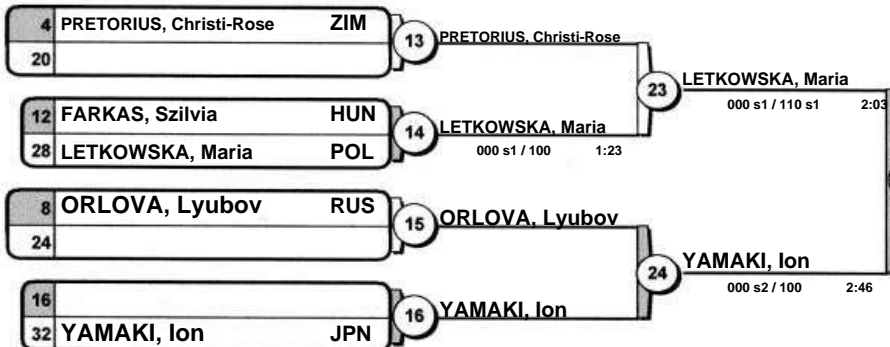 4 PRETORIUS, Christi-Rose ZIM
20
13 PRETORIUS, Christi-Rose
12 FARKAS, Szilvia HUN
28 LETKOWSKA, Maria POL
14 LETKOWSKA, Maria
000 s1 / 100 1:23
23 LETKOWSKA, Maria
000 s1 / 110 s1 2:03
8 ORLOVA, Lyubov RUS
24
15 ORLOVA, Lyubov
16
32 YAMAKI, Ion JPN
16 YAMAKI, Ion
24 YAMAKI, Ion
000 s2 / 100 2:46